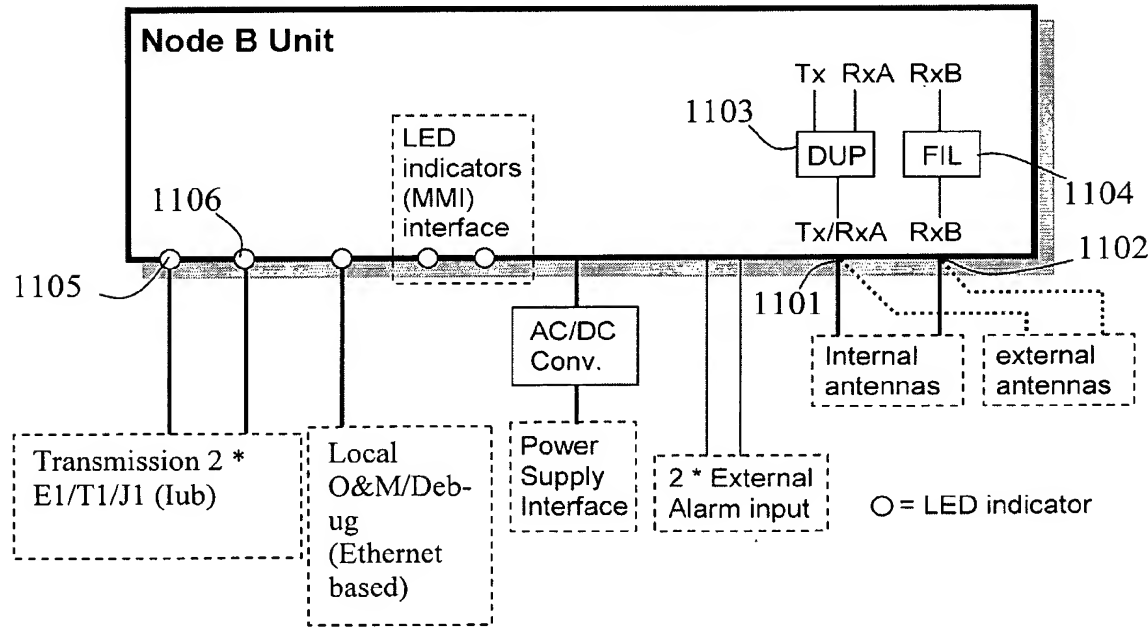 Node B Unit
Tx RxA RxB
1103
DUP
FIL
1104
LED
indicators
(MMI)
interface
1106
Tx/RxA RxB
1102
1105
1101
AC/DC
Conv.
Internal
antennas
external
antennas
Transmission 2 *
E1/T1/J1 (Iub)
Local
O&M/Deb-
ug
(Ethernet
based)
Power
Supply
Interface
2 * External
Alarm input
= LED indicator